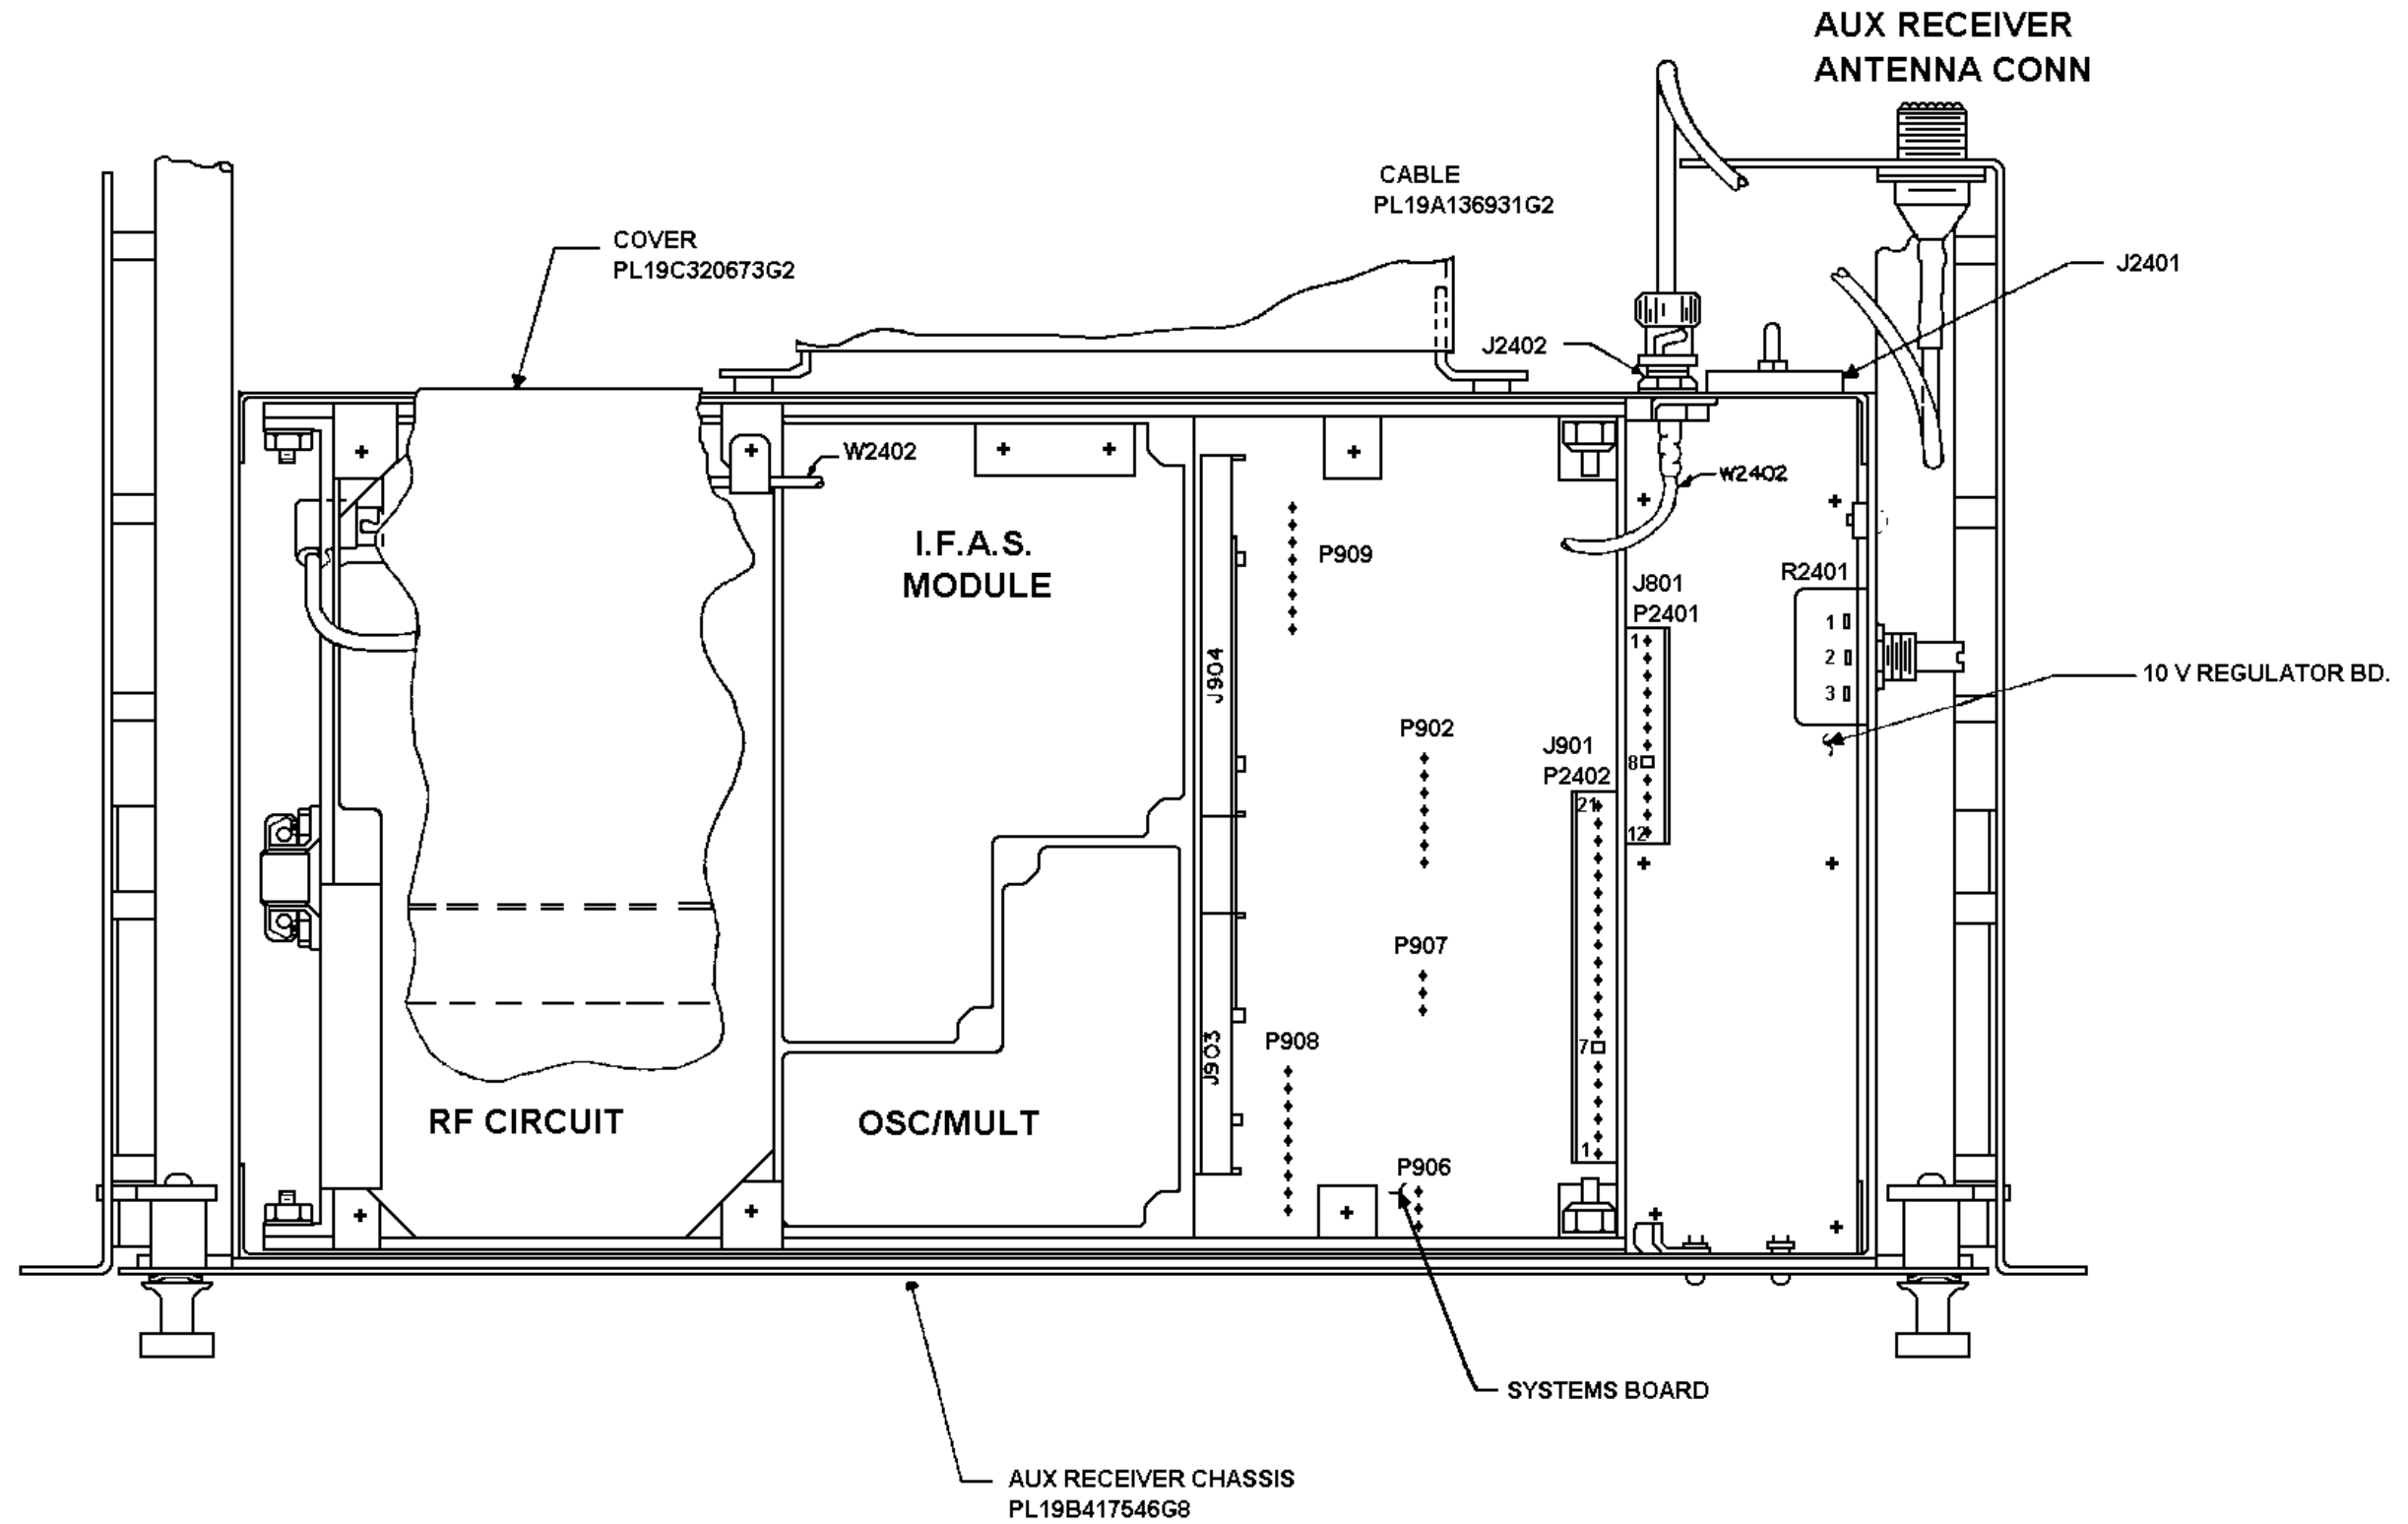 AUX RECEIVER
ANTENNA CONN
CABLE
PL19A136931G2
COVER
PL19C320673G2
J2401
J2402
W2402
W2402
I.F.A.S.
MODULE
P909
J801
P2401
1
8
12
R2401
1
2
3
J904
10 V REGULATOR BD.
P902
J901
P2402
21
7
1
P907
J903
P908
RF CIRCUIT
OSC/MULT
P906
SYSTEMS BOARD
AUX RECEIVER CHASSIS
PL19B417546G8